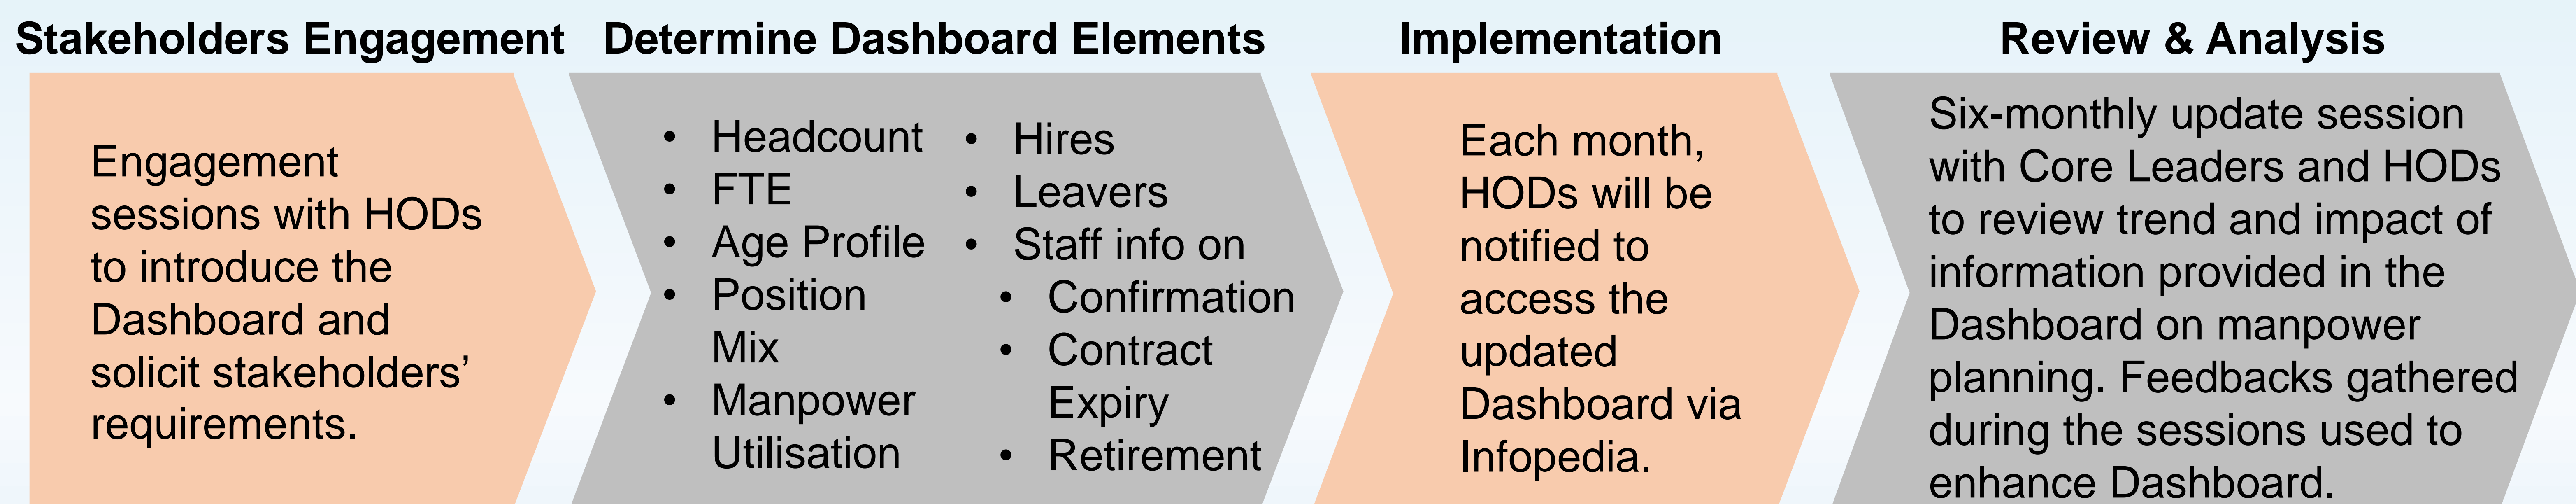 Stakeholders Engagement
Engagement
sessions with HODs
to introduce the
Dashboard and
solicit stakeholders’
requirements.
Determine Dashboard Elements
• Headcount
• FTE
• Age Profile
• Position
Mix
• Manpower
Utilisation
• Hires
• Leavers
• Staff info on
• Confirmation
• Contract
Expiry
• Retirement
Implementation
Each month,
HODs will be
notified to
access the
updated
Dashboard via
Infopedia.
Review & Analysis
Six-monthly update session
with Core Leaders and HODs
to review trend and impact of
information provided in the
Dashboard on manpower
planning. Feedbacks gathered
during the sessions used to
enhance Dashboard.